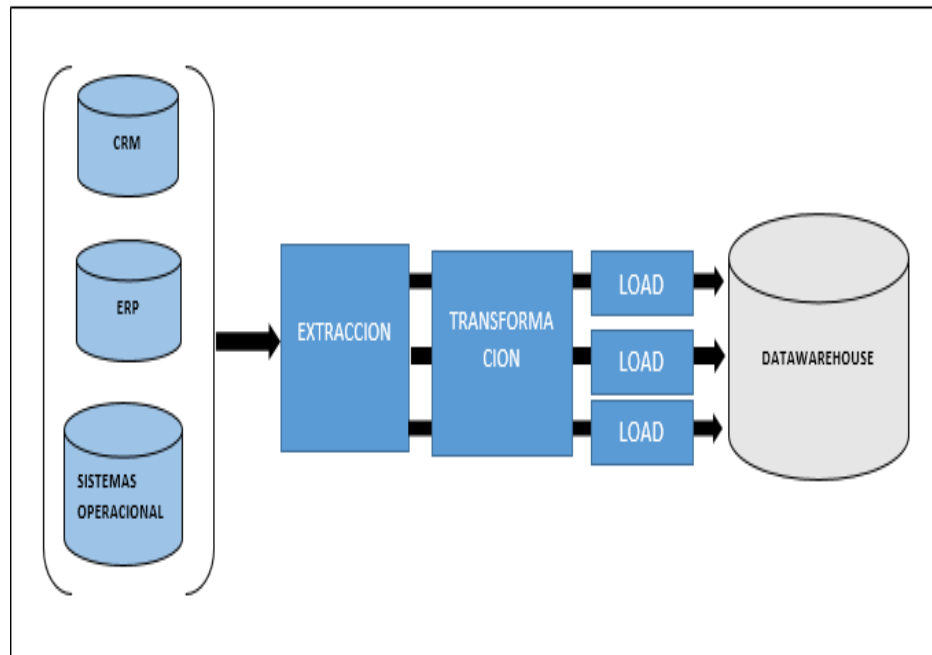 CRM
ERP
SISTEMAS
OPERACIONAL
EXTRACCION
TRANSFORMA
CION
LOAD
LOAD
LOAD
DATAWAREHOUSE